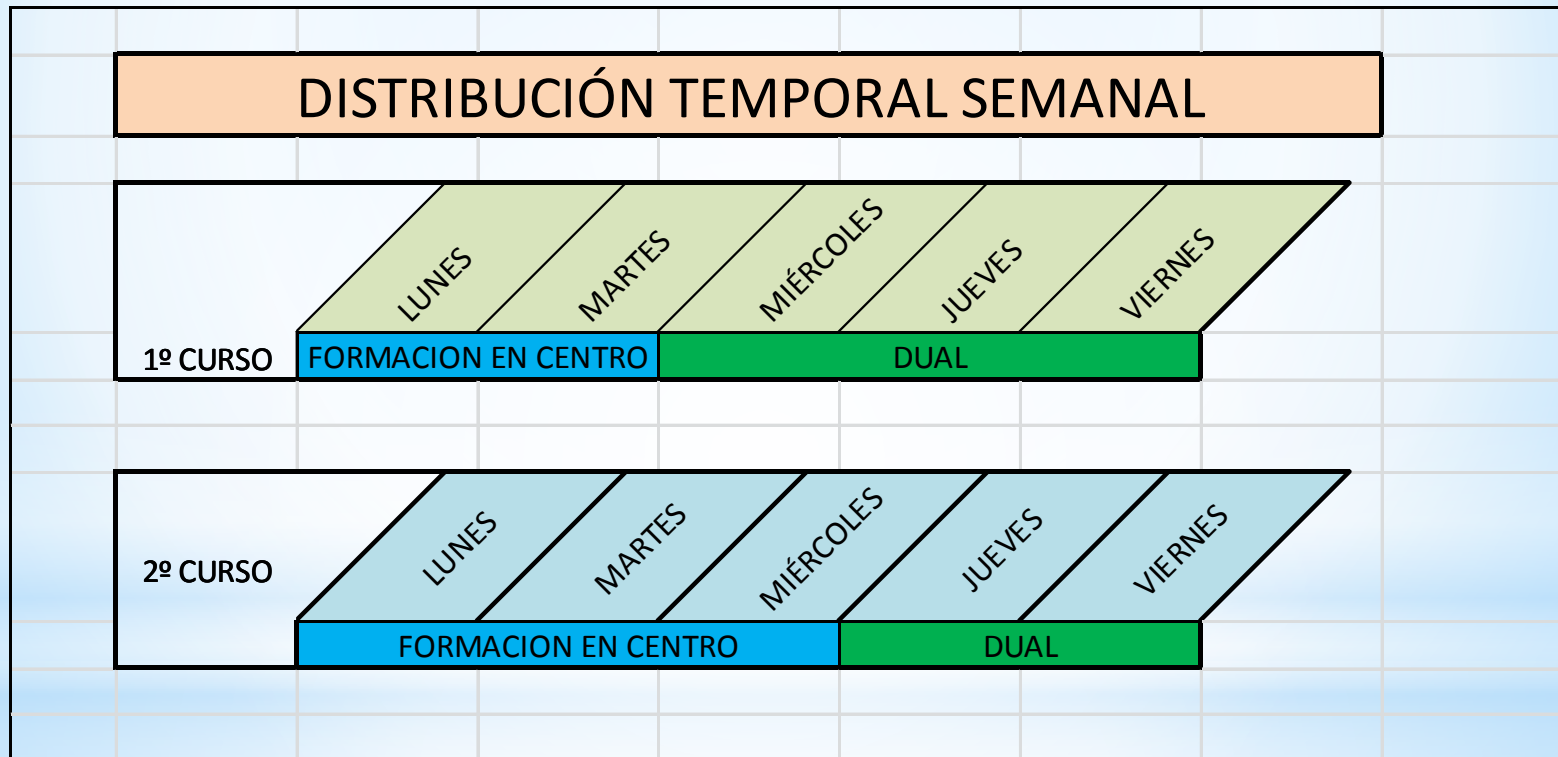 DISTRIBUCIÓN TEMPORAL SEMANAL
LUNES MARTES MIÉRCOLES JUEVES VIERNES
1º CURSO FORMACION EN CENTRO DUAL
LUNES MARTES MIÉRCOLES JUEVES VIERNES
2º CURSO
FORMACION EN CENTRO DUAL